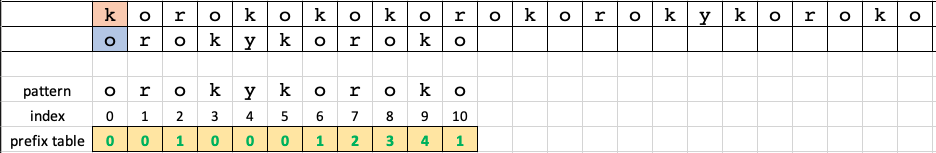 k o r o k o k o k o r o k o r o k y k o r o k o
o r o k y k o r o k o
pattern o r o k y k o r o k o
index 0 1 2 3 4 5 6 7 8 9 10
prefix table 0 0 1 0 0 0 1 2 3 4 1